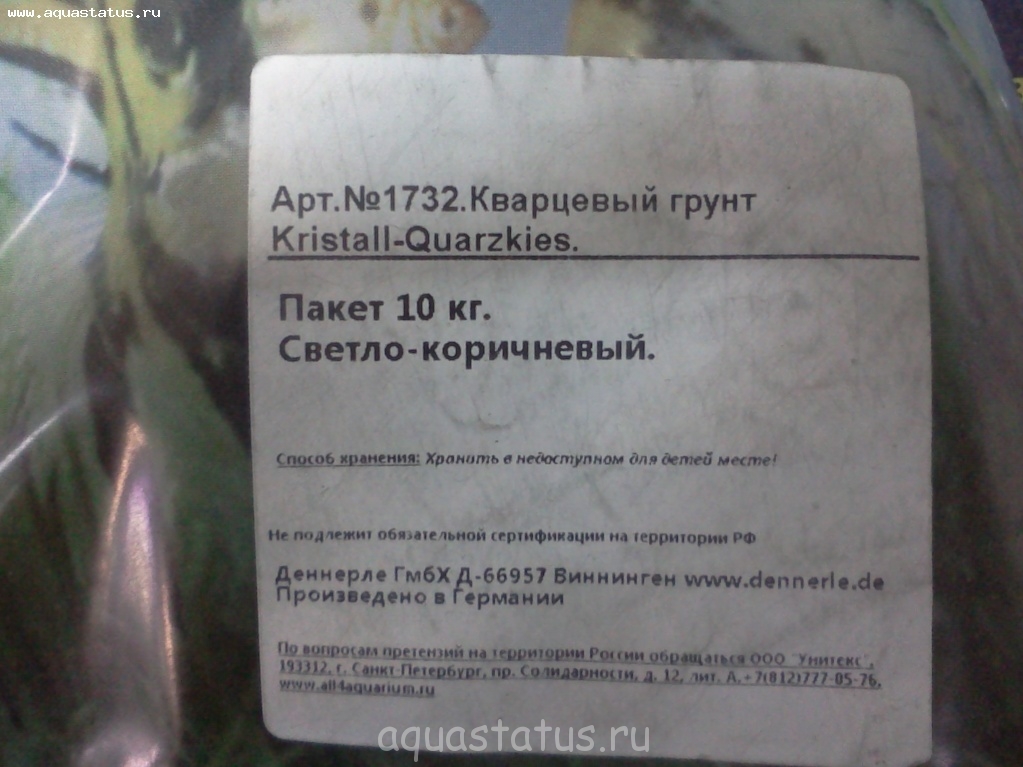 www.aquastatus.ru
Арт.№1732.Кварцевый грунт
Kristall-Quarzkies.
Пакет 10 кг.
Светло-коричневый.
Способ хранения: Хранить в недоступном для детей месте!
Не подлежит обязательной сертификации на территории РФ
Деннерле ГмбХ Д-66957 Виннинген www.dennerle.de
Произведено в Германии
По вопросам претензий на территории России обращаться ООО "Унитекс",
193312, г. Санкт-Петербург, пр. Солидарности, д. 12, лит. А,+7(812)777-05-76,
www.all4aquarium.ru
aquastatus.ru